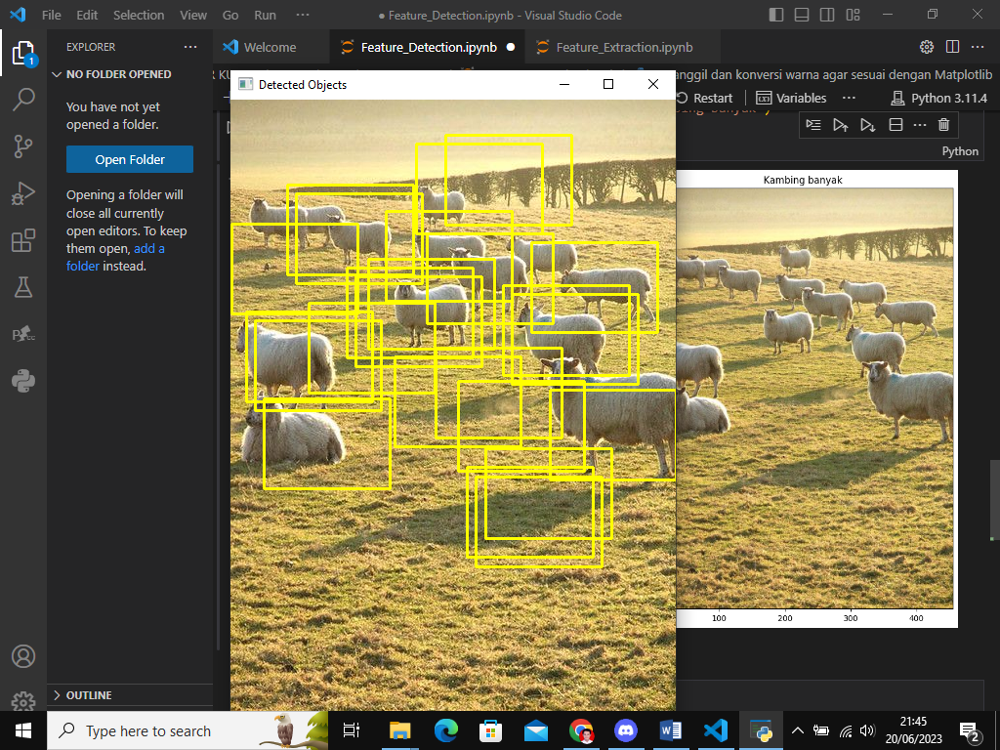 File Edit Selection View Go Run ··· ● Feature_Detection.ipynb - Visual Studio Code
EXPLORER ···
Welcome
Feature_Detection.ipynb ●
Feature_Extraction.ipynb
1
NO FOLDER OPENED
anggil dan konversi warna agar sesuai dengan Matplotlib
Detected Objects
Restart
Variables ···
Python 3.11.4
You have not yet
opened a folder.
Open Folder
Python
Opening a folder will
close all currently
open editors. To keep
them open, add a
folder instead.
Kambing banyak
100 200 300 400
OUTLINE
Type here to search
21:45
20/06/2023
2